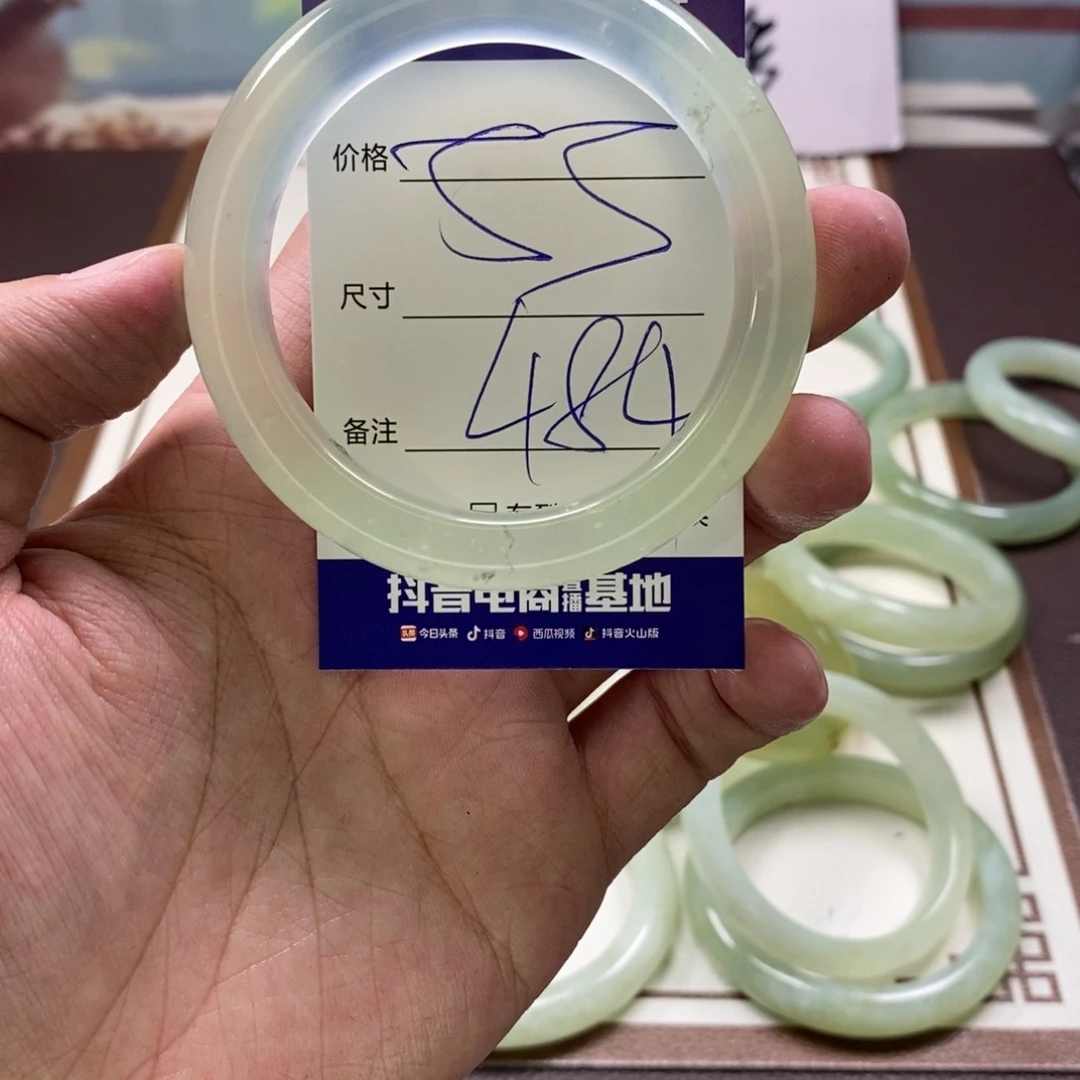 价格 55
尺寸
备注 484
抖音电商直播基地
今日头条 抖音 西瓜视频 抖音火山版